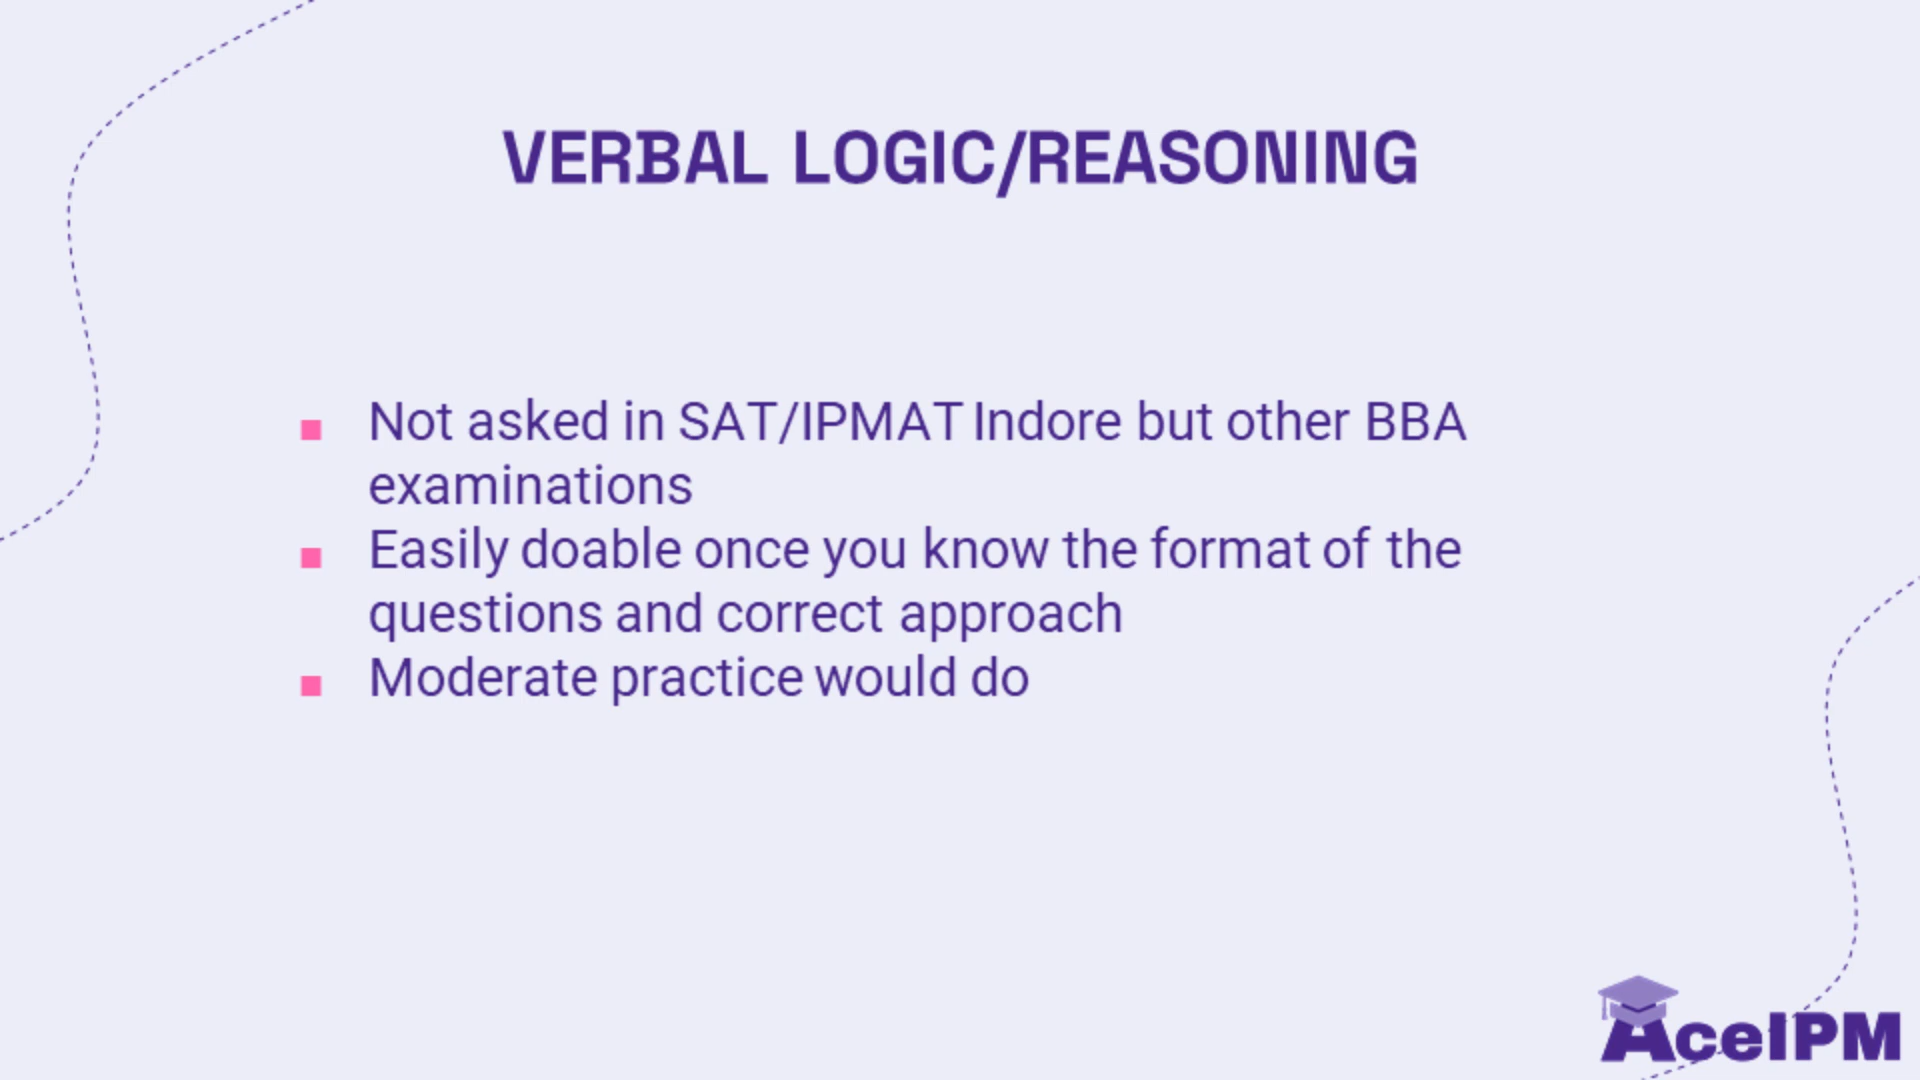 VERBAL LOGIC/REASONING
Not asked in SAT/IPMAT Indore but other BBA
examinations
Easily doable once you know the format of the
questions and correct approach
Moderate practice would do
AceIPM